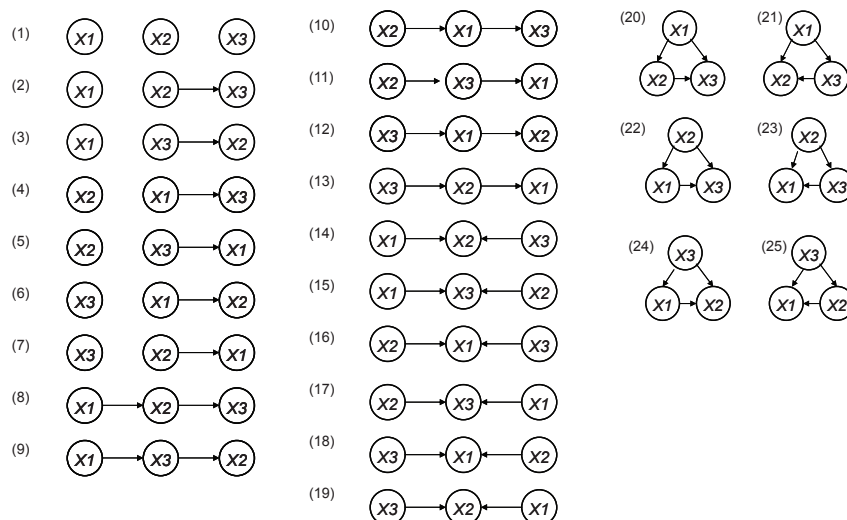 (1) X1 X2 X3
(2) X1 X2 X3
(3) X1 X3 X2
(4) X2 X1 X3
(5) X2 X3 X1
(6) X3 X1 X2
(7) X3 X2 X1
(8) X1 X2 X3
(9) X1 X3 X2
(10) X2 X1 X3
(11) X2 X3 X1
(12) X3 X1 X2
(13) X3 X2 X1
(14) X1 X2 X3
(15) X1 X3 X2
(16) X2 X1 X3
(17) X2 X3 X1
(18) X3 X1 X2
(19) X3 X2 X1
(20) X1
X2 X3
(21) X1
X2 X3
(22) X2
X1 X3
(23) X2
X1 X3
(24) X3
X1 X2
(25) X3
X1 X2